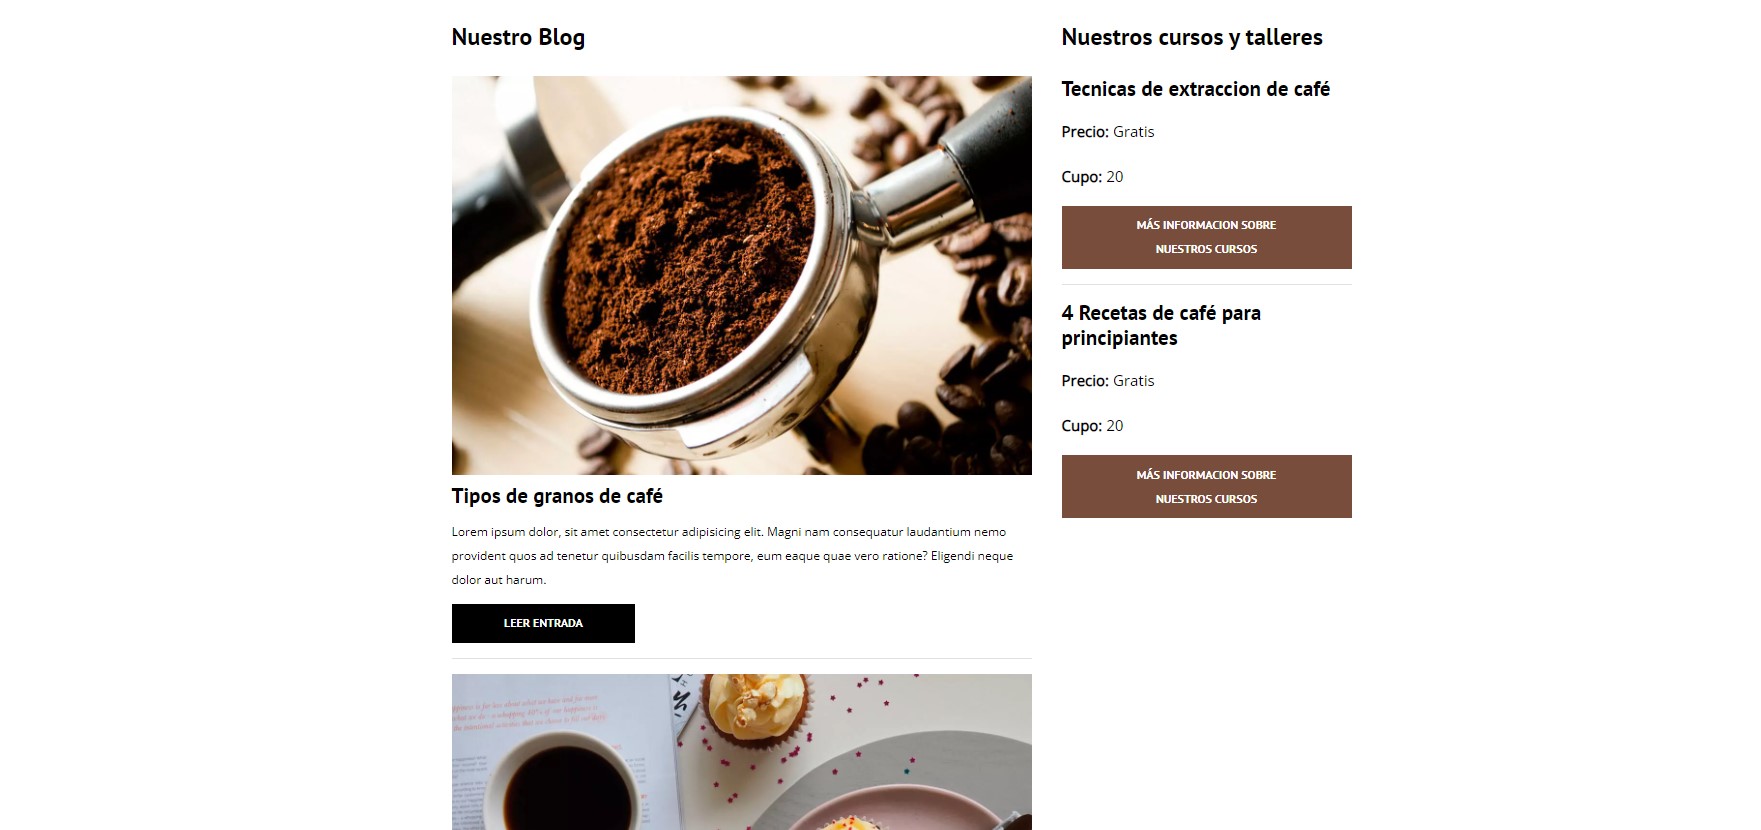 Nuestro Blog
Tipos de granos de café
Lorem ipsum dolor, sit amet consectetur adipisicing elit. Magni nam consequatur laudantium nemo
provident quos ad tenetur quibusdam facilis tempore, eum eaque quae vero ratione? Eligendi neque
dolor aut harum.
LEER ENTRADA
Nuestros cursos y talleres
Tecnicas de extraccion de café
Precio: Gratis
Cupo: 20
MÁS INFORMACION SOBRE
NUESTROS CURSOS
4 Recetas de café para
principiantes
Precio: Gratis
Cupo: 20
MÁS INFORMACION SOBRE
NUESTROS CURSOS